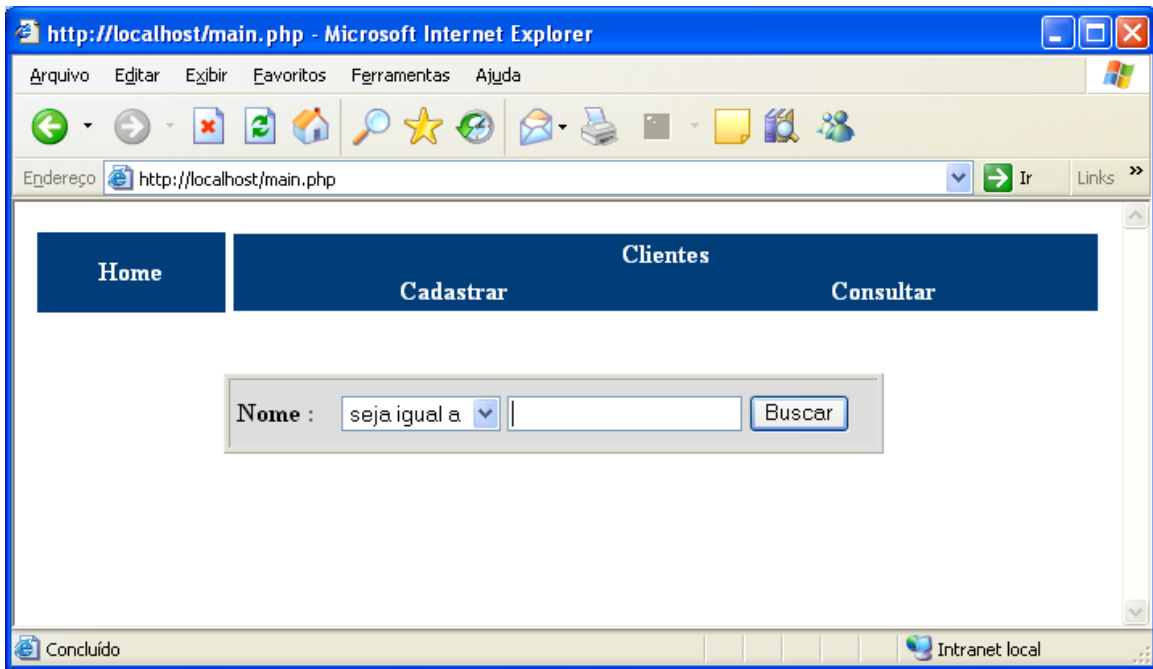 http://localhost/main.php - Microsoft Internet Explorer
Arquivo Editar Exibir Favoritos Ferramentas Ajuda
Endereço http://localhost/main.php Ir Links »
Home
Clientes
Cadastrar Consultar
Nome : seja igual a Buscar
Concluído Intranet local